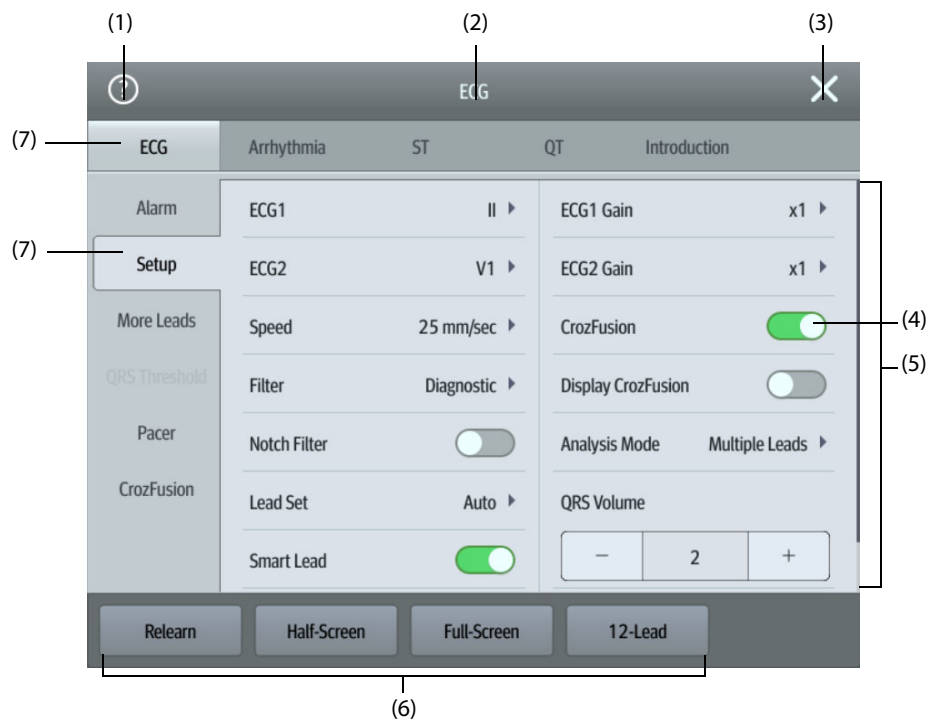 (1) (2) (3)
? ECG
(7) ECG Arrhythmia ST QT Introduction
Alarm ECG1 II ECG1 Gain x1
(7) Setup ECG2 V1 ECG2 Gain x1
More Leads Speed 25 mm/sec CrozFusion (4)
(5)
QRS Threshold Filter Diagnostic Display CrozFusion
Pacer Notch Filter Analysis Mode Multiple Leads
CrozFusion Lead Set Auto QRS Volume
Smart Lead − 2 +
Relearn Half-Screen Full-Screen 12-Lead
(6)